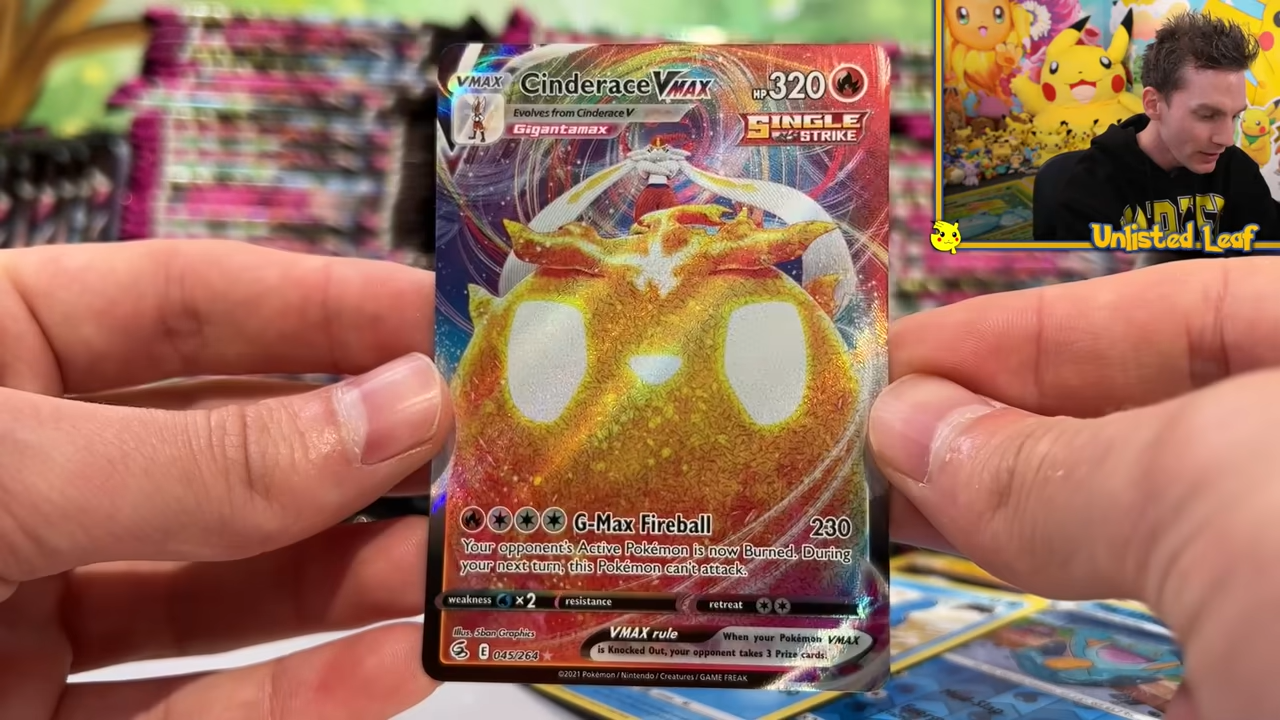 VMAX
Cinderace VMAX
HP 320
Evolves from Cinderace V
Gigantamax
SINGLE
STRIKE
Unlisted Leaf
G-Max Fireball 230
Your opponent's Active Pokémon is now Burned. During
your next turn, this Pokémon can't attack.
weakness ×2 resistance retreat
Illus. 5ban Graphics
E 045/264 ★
VMAX rule When your Pokémon VMAX
is Knocked Out, your opponent takes 3 Prize cards.
©2021 Pokémon / Nintendo / Creatures / GAME FREAK